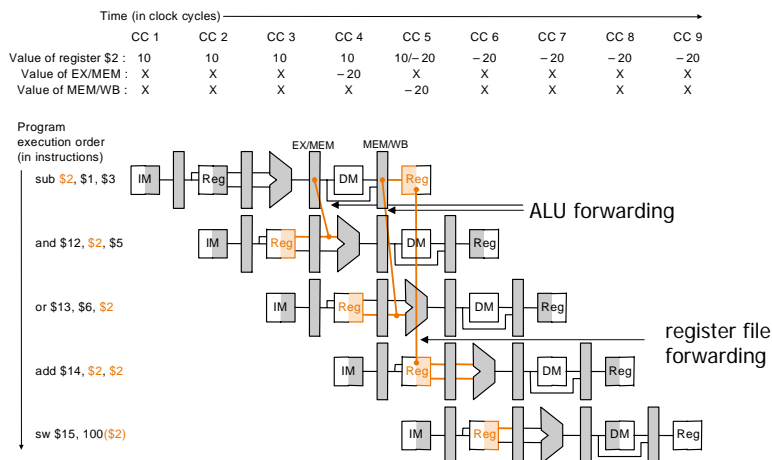 Time (in clock cycles)
CC 1 CC 2 CC 3 CC 4 CC 5 CC 6 CC 7 CC 8 CC 9
Value of register $2 : 10 10 10 10 10/– 20 – 20 – 20 – 20 – 20
Value of EX/MEM : X X X – 20 X X X X X
Value of MEM/WB : X X X X – 20 X X X X
Program
execution order
(in instructions)
EX/MEM MEM/WB
sub $2, $1, $3 IM Reg DM Reg
ALU forwarding
and $12, $2, $5 IM Reg DM Reg
or $13, $6, $2 IM Reg DM Reg
register file
forwarding
add $14, $2, $2 IM Reg DM Reg
sw $15, 100($2) IM Reg DM Reg